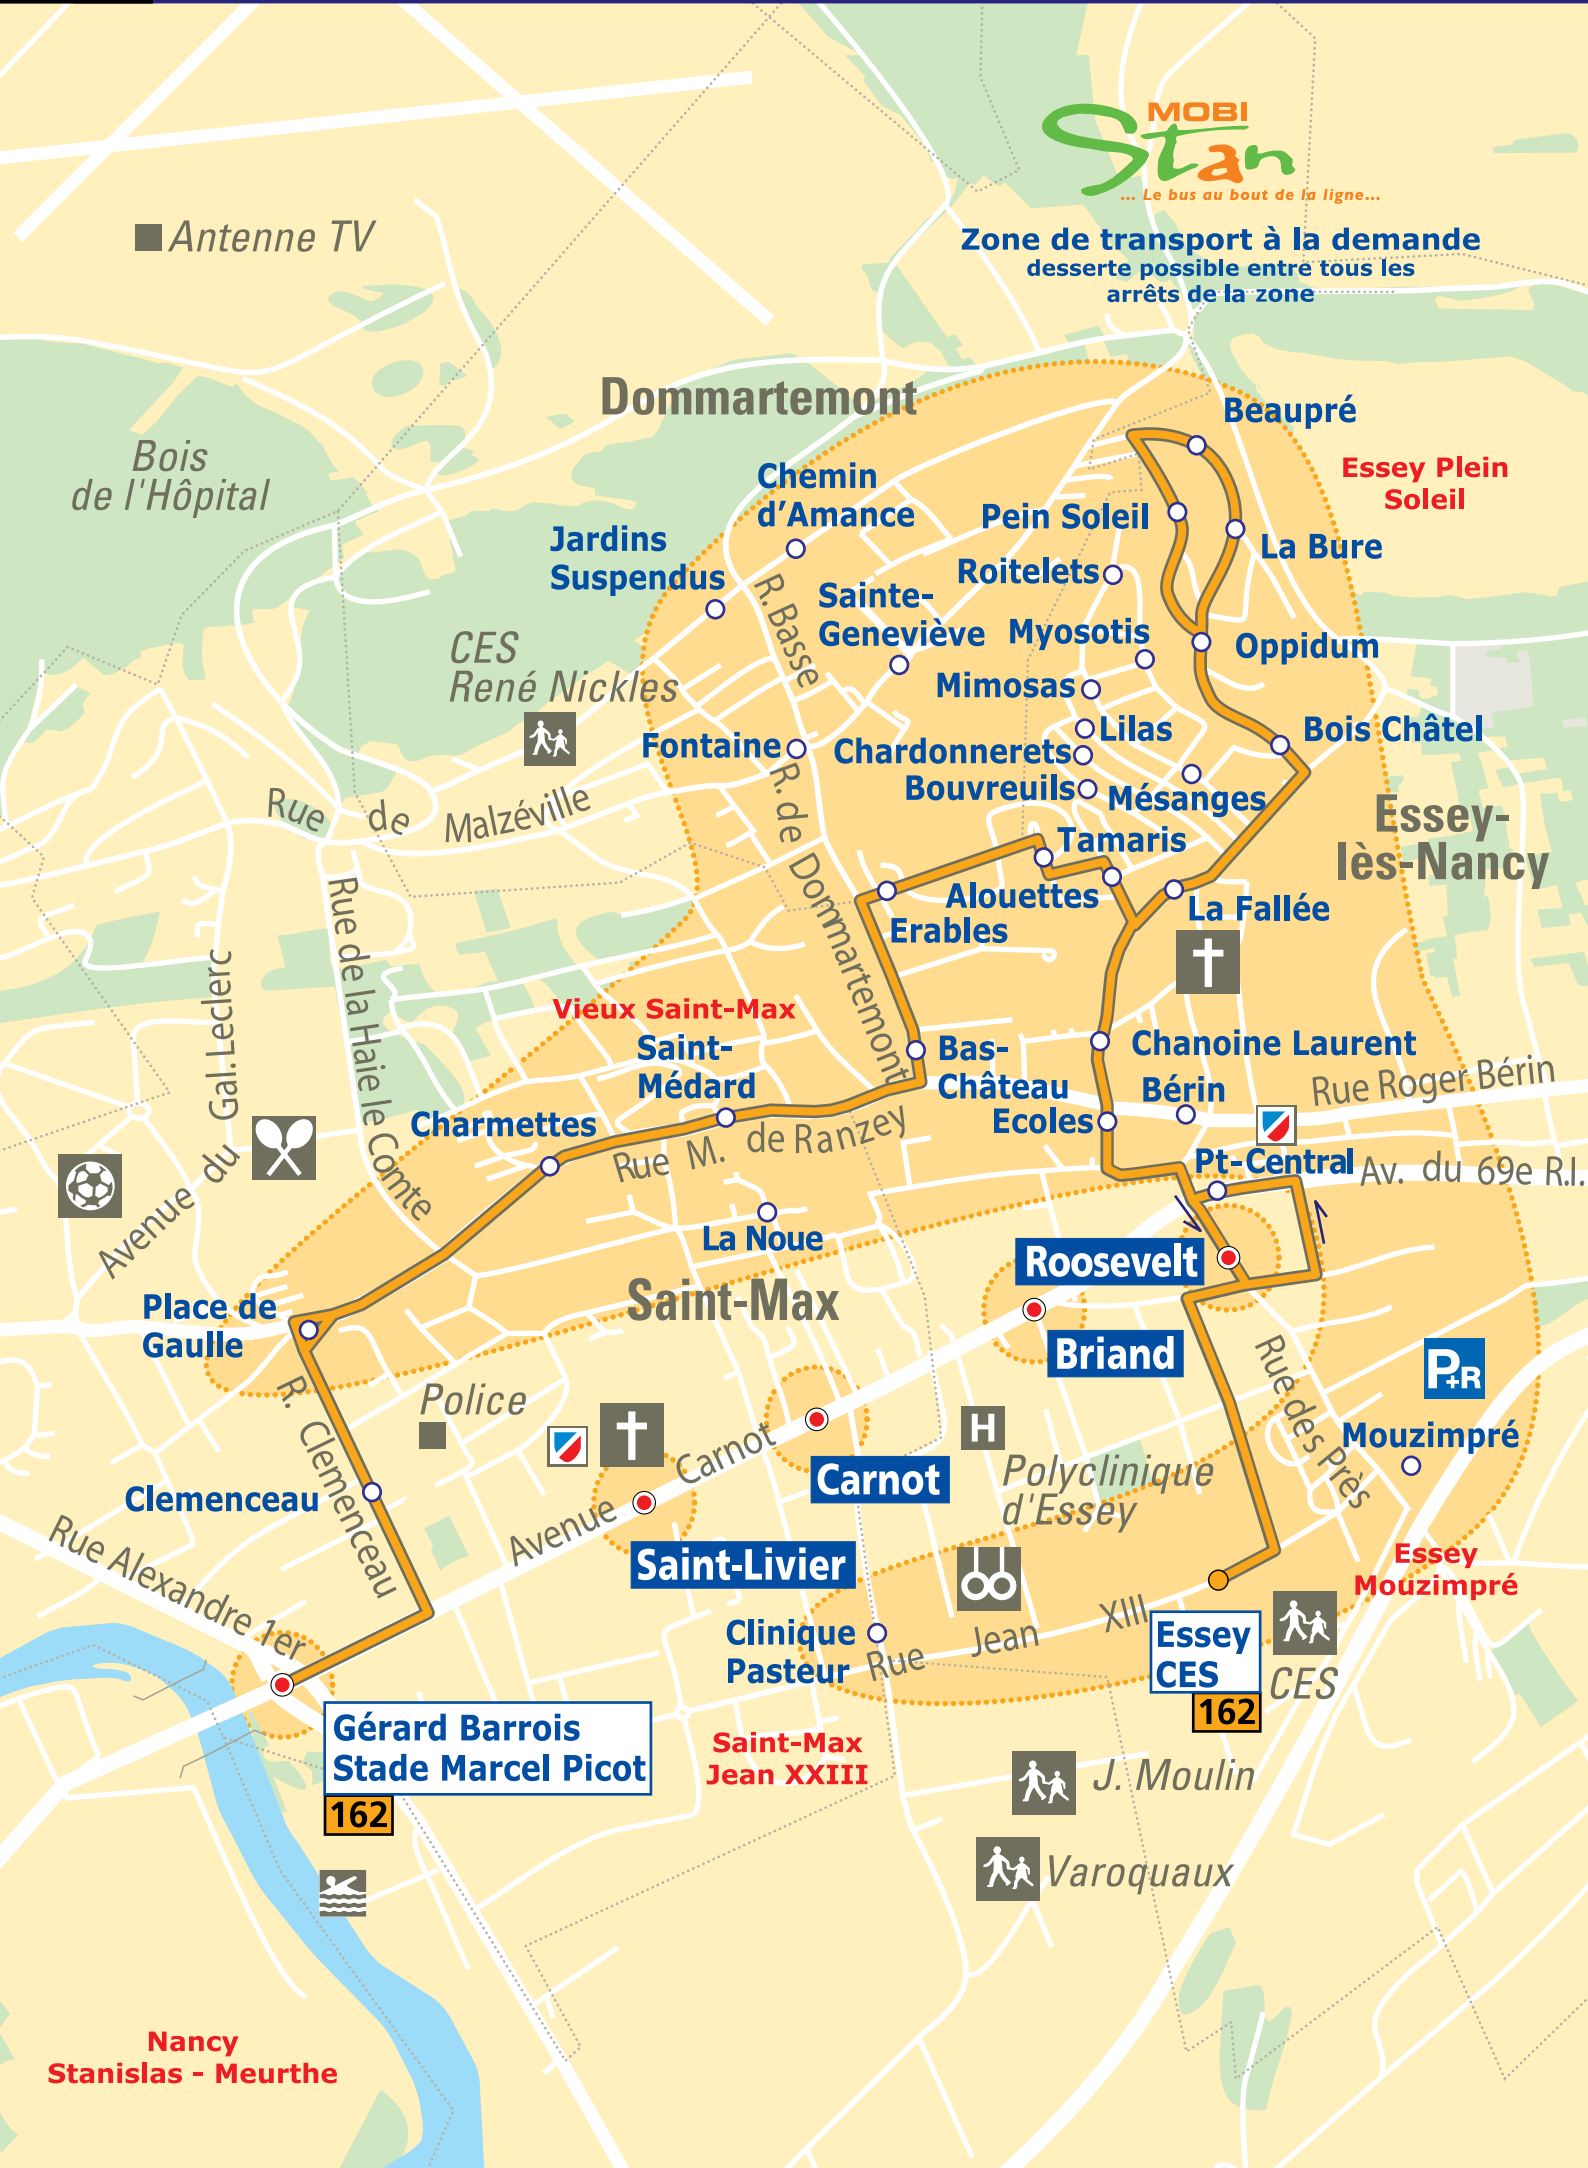 MOBI
Stan
... Le bus au bout de la ligne...
Zone de transport à la demande
desserte possible entre tous les
arrêts de la zone
Antenne TV
Dommartemont
Beaupré
Bois
de l'Hôpital
Essey Plein
Soleil
Chemin
d'Amance
Pein Soleil
La Bure
Jardins
Suspendus
Roitelets
R. Basse
Sainte-
Geneviève
Myosotis
Oppidum
CES
René Nickles
Mimosas
Lilas
Bois Châtel
Fontaine
Chardonnerets
Bouvreuils
Mésanges
Rue de Malzéville
R. de Dommartemont
Essey-
lès-Nancy
Tamaris
Alouettes
La Fallée
Erables
Rue de la Haie le Comte
Avenue du Gal. Leclerc
Vieux Saint-Max
Saint-
Médard
Bas-
Château
Chanoine Laurent
Bérin
Rue Roger Bérin
Charmettes
Ecoles
Rue M. de Ranzey
Pt-Central
Av. du 69e R.I.
La Noue
Roosevelt
Saint-Max
Place de
Gaulle
Briand
P+R
R. Clemenceau
Police
Rue des Près
Mouzimpré
H
Carnot
Avenue Carnot
Polyclinique
d'Essey
Clemenceau
Rue Alexandre 1er
Saint-Livier
Essey
Mouzimpré
Clinique
Pasteur
Rue Jean XIII
Essey
CES
162
CES
Gérard Barrois
Stade Marcel Picot
162
Saint-Max
Jean XXIII
J. Moulin
Varoquaux
Nancy
Stanislas - Meurthe